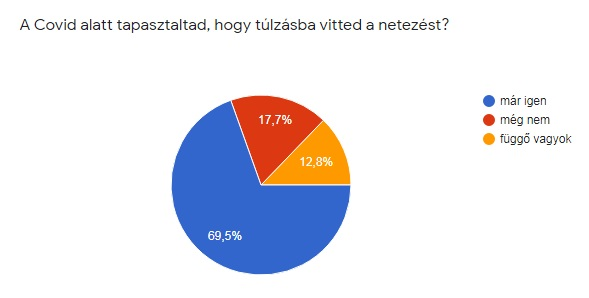 A Covid alatt tapasztaltad, hogy túlzásba vitted a netezést?
már igen
még nem
függő vagyok
17,7%
12,8%
69,5%